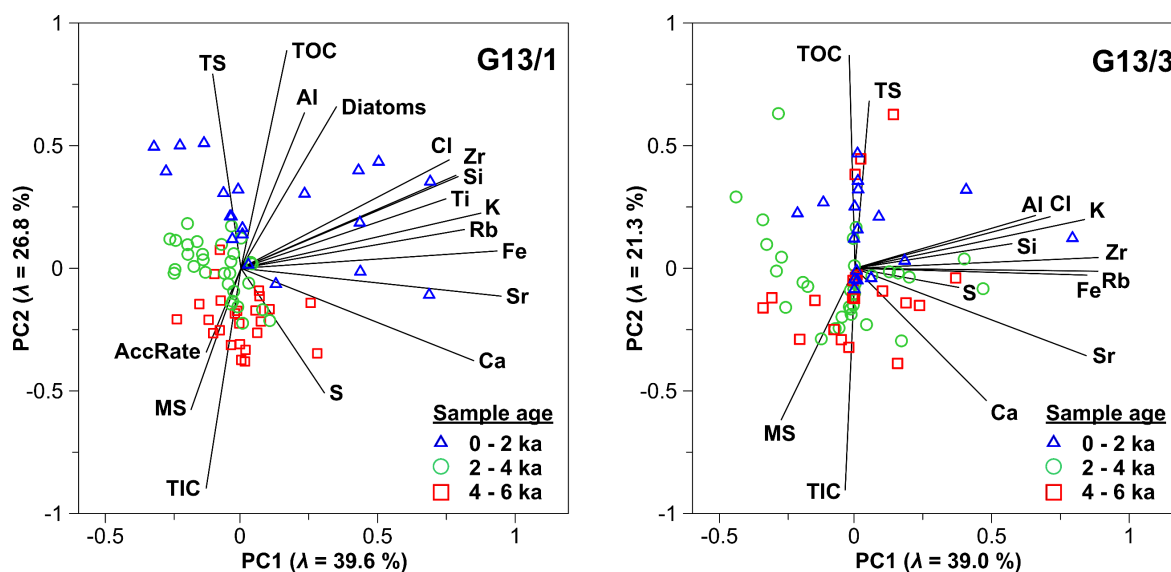 G13/1
1
0.5
0
-0.5
-1
PC2 (λ = 26.8 %)
TS
TOC
Al
Diatoms
Cl
Zr
Si
Ti
K
Rb
Fe
Sr
Ca
S
AccRate
MS
TIC
Sample age
0 - 2 ka
2 - 4 ka
4 - 6 ka
-0.5
0
0.5
1
PC1 (λ = 39.6 %)
G13/3
1
0.5
0
-0.5
-1
PC2 (λ = 21.3 %)
TOC
TS
Al
Cl
K
Si
Zr
Rb
Fe
S
Sr
Ca
MS
TIC
Sample age
0 - 2 ka
2 - 4 ka
4 - 6 ka
-0.5
0
0.5
1
PC1 (λ = 39.0 %)